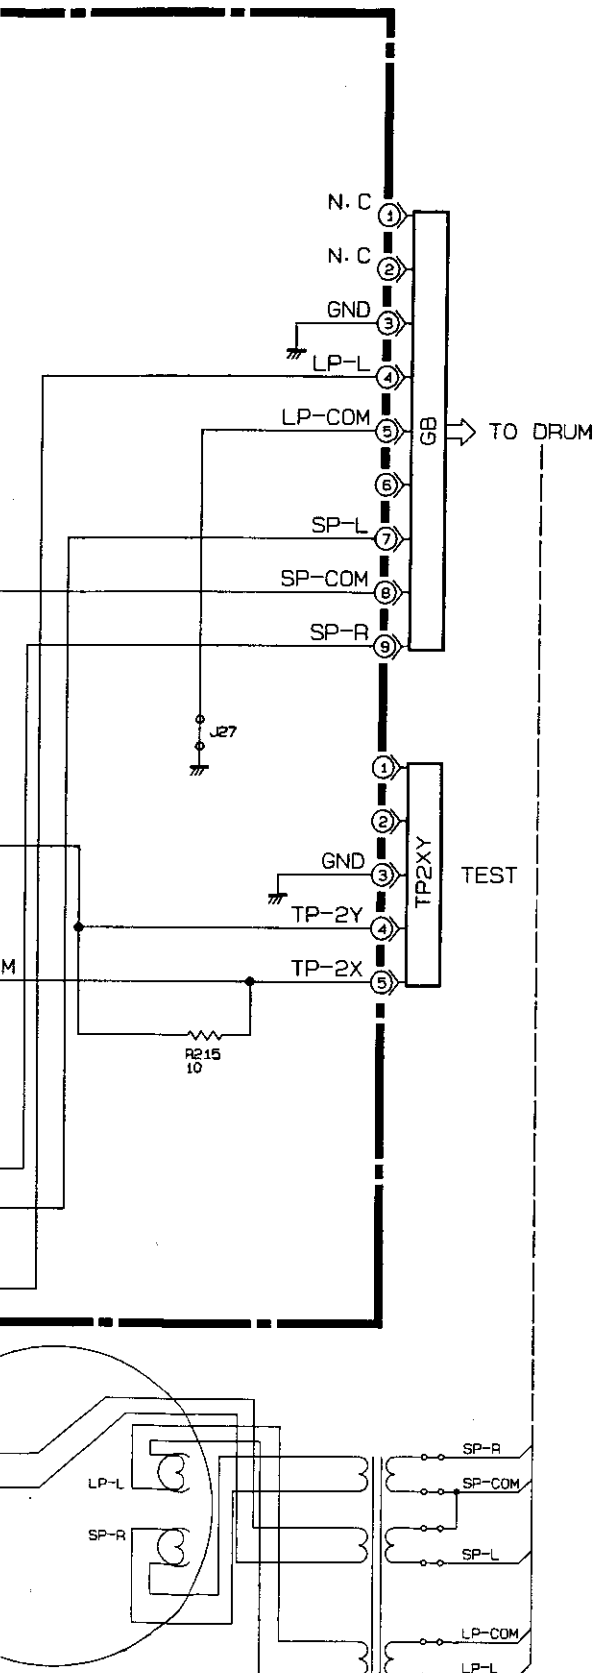 N.C 1
N.C 2
GND 3
LP-L 4
LP-COM 5
GB TO DRUM
6
SP-L 7
SP-COM 8
SP-R 9
J27
1
2
GND 3
TP2XY TEST
TP-2Y 4
M TP-2X 5
R215
10
SP-R
LP-L SP-COM
SP-R
SP-L
LP-COM
LP-L